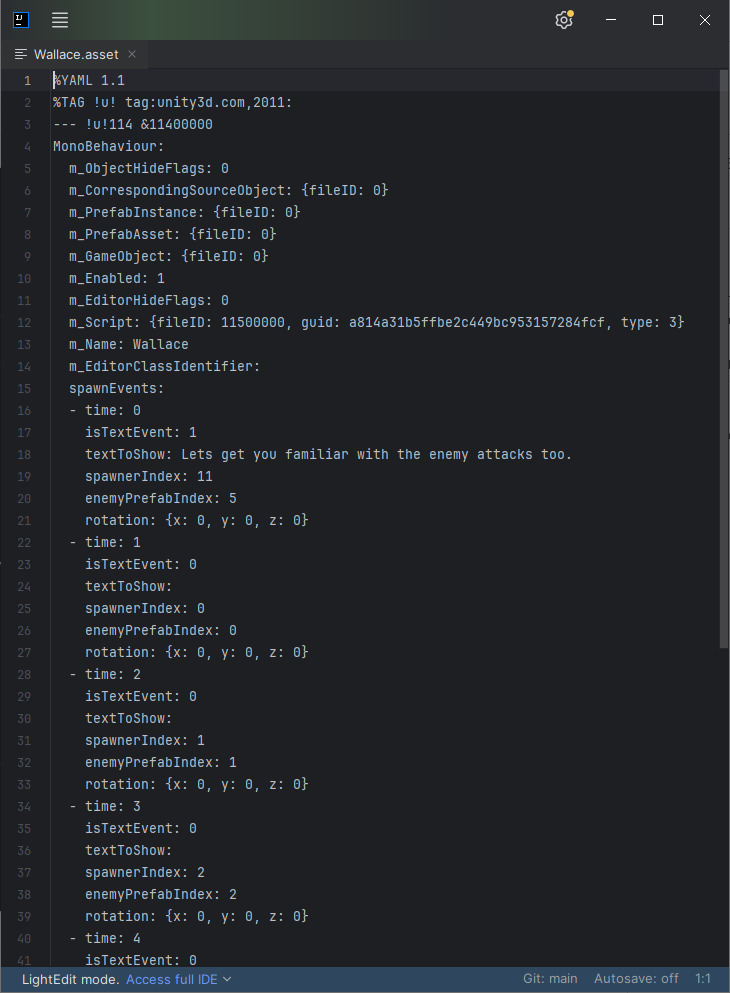 IJ
Wallace.asset
1 %YAML 1.1
2 %TAG !u! tag:unity3d.com,2011:
3 --- !u!114 &11400000
4 MonoBehaviour:
5   m_ObjectHideFlags: 0
6   m_CorrespondingSourceObject: {fileID: 0}
7   m_PrefabInstance: {fileID: 0}
8   m_PrefabAsset: {fileID: 0}
9   m_GameObject: {fileID: 0}
10   m_Enabled: 1
11   m_EditorHideFlags: 0
12   m_Script: {fileID: 11500000, guid: a814a31b5ffbe2c449bc953157284fcf, type: 3}
13   m_Name: Wallace
14   m_EditorClassIdentifier:
15   spawnEvents:
16   - time: 0
17     isTextEvent: 1
18     textToShow: Lets get you familiar with the enemy attacks too.
19     spawnerIndex: 11
20     enemyPrefabIndex: 5
21     rotation: {x: 0, y: 0, z: 0}
22   - time: 1
23     isTextEvent: 0
24     textToShow:
25     spawnerIndex: 0
26     enemyPrefabIndex: 0
27     rotation: {x: 0, y: 0, z: 0}
28   - time: 2
29     isTextEvent: 0
30     textToShow:
31     spawnerIndex: 1
32     enemyPrefabIndex: 1
33     rotation: {x: 0, y: 0, z: 0}
34   - time: 3
35     isTextEvent: 0
36     textToShow:
37     spawnerIndex: 2
38     enemyPrefabIndex: 2
39     rotation: {x: 0, y: 0, z: 0}
40   - time: 4
41     isTextEvent: 0
LightEdit mode. Access full IDE Git: main Autosave: off 1:1